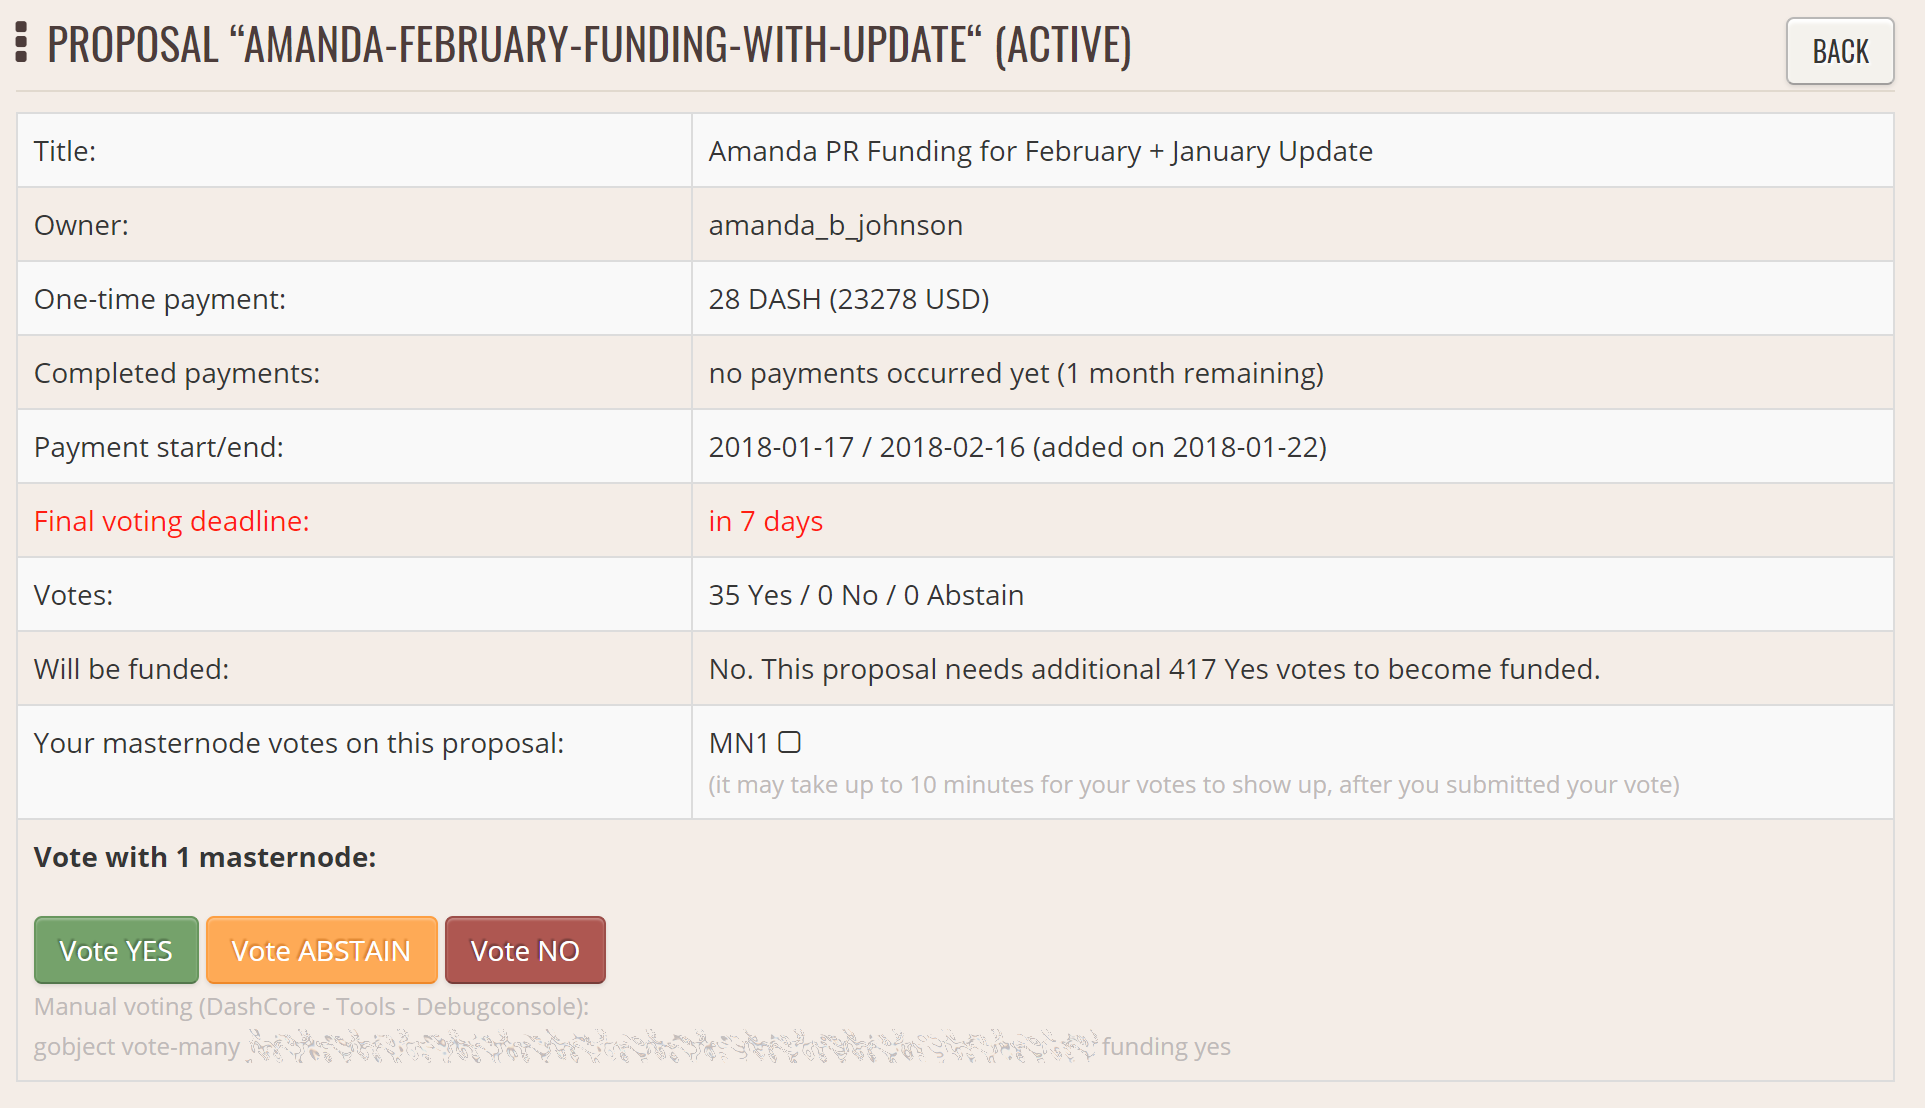 PROPOSAL “AMANDA-FEBRUARY-FUNDING-WITH-UPDATE“ (ACTIVE)
BACK
Title:
Amanda PR Funding for February + January Update
Owner:
amanda_b_johnson
One-time payment:
28 DASH (23278 USD)
Completed payments:
no payments occurred yet (1 month remaining)
Payment start/end:
2018-01-17 / 2018-02-16 (added on 2018-01-22)
Final voting deadline:
in 7 days
Votes:
35 Yes / 0 No / 0 Abstain
Will be funded:
No. This proposal needs additional 417 Yes votes to become funded.
Your masternode votes on this proposal:
MN1
(it may take up to 10 minutes for your votes to show up, after you submitted your vote)
Vote with 1 masternode:
Vote YES
Vote ABSTAIN
Vote NO
Manual voting (DashCore - Tools - Debugconsole):
gobject vote-many funding yes